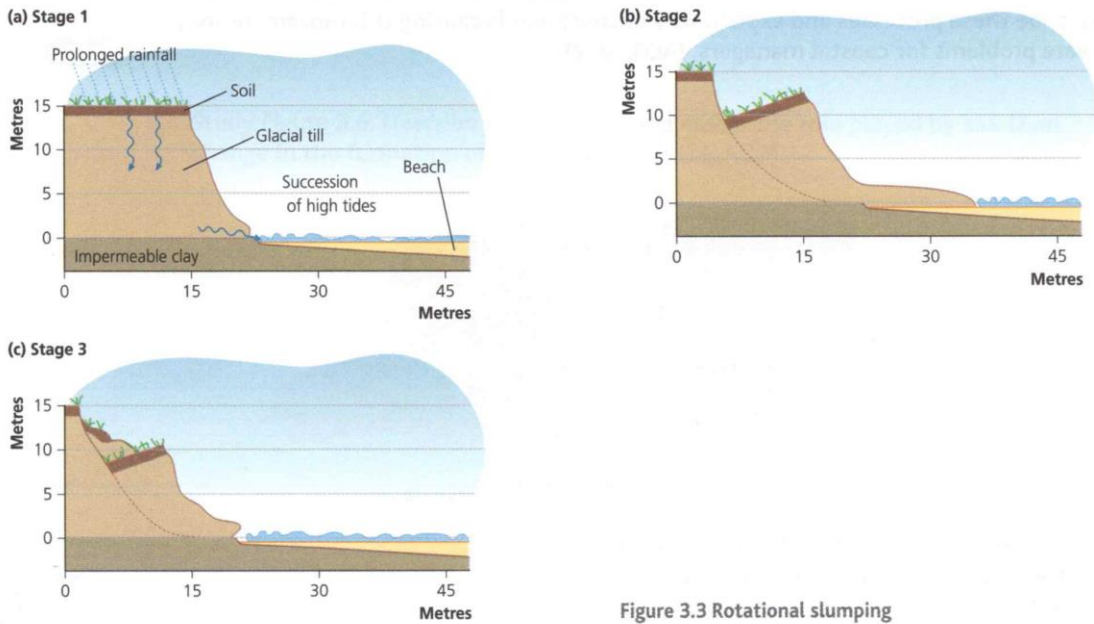 (a) Stage 1
Prolonged rainfall
Soil
Glacial till
Beach
Succession
of high tides
Impermeable clay
Metres
15
10
5
0
0 15 30 45
Metres
(b) Stage 2
Metres
15
10
5
0
0 15 30 45
Metres
(c) Stage 3
Metres
15
10
5
0
0 15 30 45
Metres
Figure 3.3 Rotational slumping